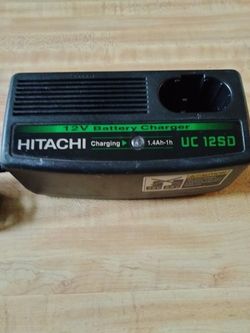 12V Battery Charger
HITACHI Charging 1.4Ah-1h UC 12SD